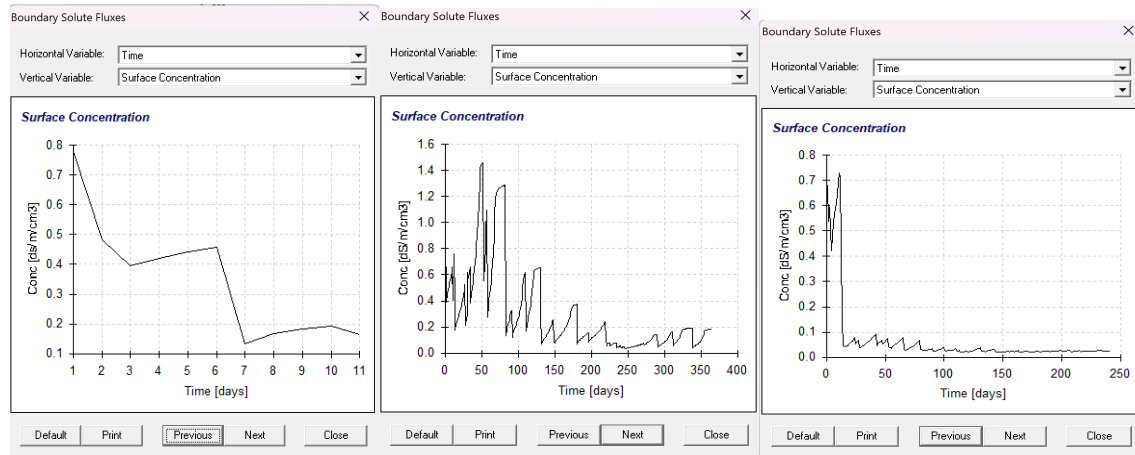 Boundary Solute Fluxes
Horizontal Variable: Time
Vertical Variable: Surface Concentration
Surface Concentration
0.8
0.7
0.6
0.5
0.4
0.3
0.2
0.1
Conc [dS/m/cm3]
1 2 3 4 5 6 7 8 9 10 11
Time [days]
Default Print Previous Next Close
Boundary Solute Fluxes
Horizontal Variable: Time
Vertical Variable: Surface Concentration
Surface Concentration
1.6
1.4
1.2
1.0
0.8
0.6
0.4
0.2
0.0
Conc [dS/m/cm3]
0 50 100 150 200 250 300 350 400
Time [days]
Default Print Previous Next Close
Boundary Solute Fluxes
Horizontal Variable: Time
Vertical Variable: Surface Concentration
Surface Concentration
0.8
0.7
0.6
0.5
0.4
0.3
0.2
0.1
0.0
Conc [dS/m/cm3]
0 50 100 150 200 250
Time [days]
Default Print Previous Next Close